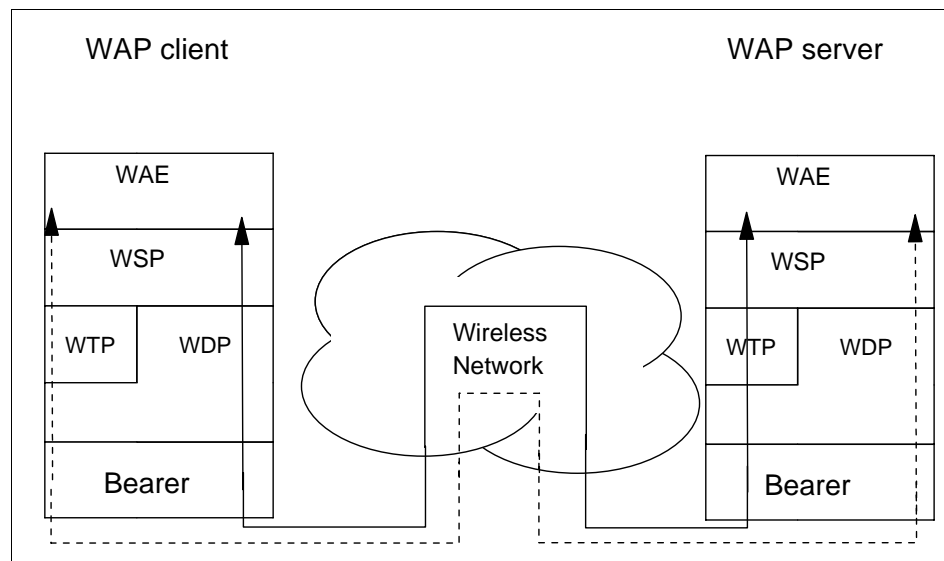 WAP client
WAP server
WAE
WSP
WTP
WDP
Bearer
Wireless
Network
WAE
WSP
WTP
WDP
Bearer